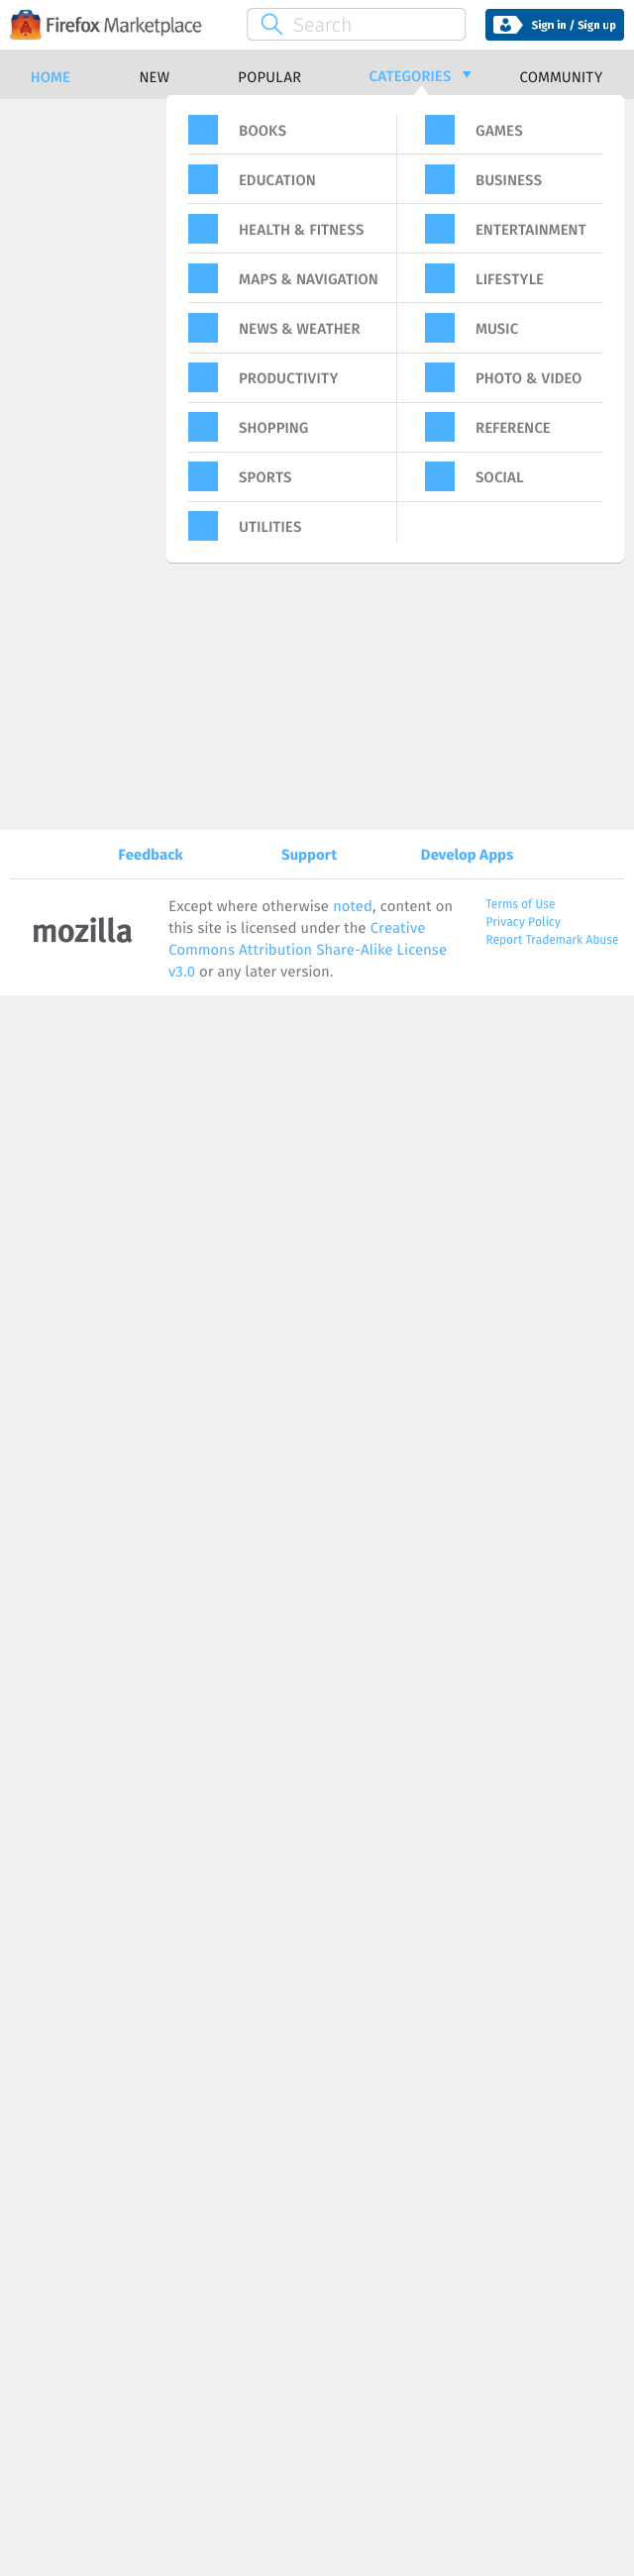 Firefox Marketplace
Search
Sign in / Sign up
HOME
NEW
POPULAR
CATEGORIES
COMMUNITY
BOOKS
GAMES
EDUCATION
BUSINESS
HEALTH & FITNESS
ENTERTAINMENT
MAPS & NAVIGATION
LIFESTYLE
NEWS & WEATHER
MUSIC
PRODUCTIVITY
PHOTO & VIDEO
SHOPPING
REFERENCE
SPORTS
SOCIAL
UTILITIES
Feedback
Support
Develop Apps
mozilla
Except where otherwise noted, content on
this site is licensed under the Creative
Commons Attribution Share-Alike License
v3.0 or any later version.
Terms of Use
Privacy Policy
Report Trademark Abuse